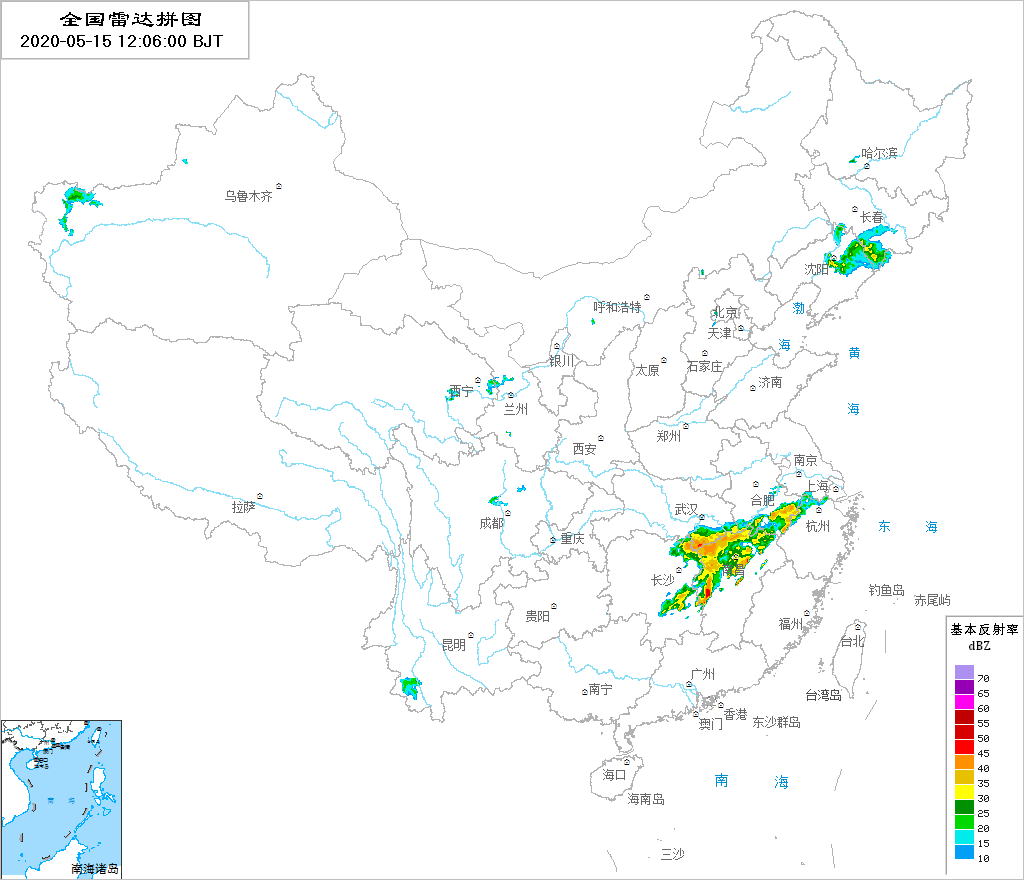 全国雷达拼图
2020-05-15 12:06:00 BJT
哈尔滨
乌鲁木齐
长春
沈阳
呼和浩特
北京
渤
天津
海
黄
银川
太原
石家庄
西宁
济南
兰州
海
郑州
西安
南京
上海
拉萨
合肥
武汉
成都
杭州
东 海
重庆
长沙
钓鱼岛
赤尾屿
贵阳
福州
基本反射率
昆明
台北
dBZ
广州
南宁
台湾岛
70
65
香港
东沙群岛
澳门
60
55
50
45
海口
南 海
40
海南岛
35
30
25
20
南 海
三沙
15
南海诸岛
10